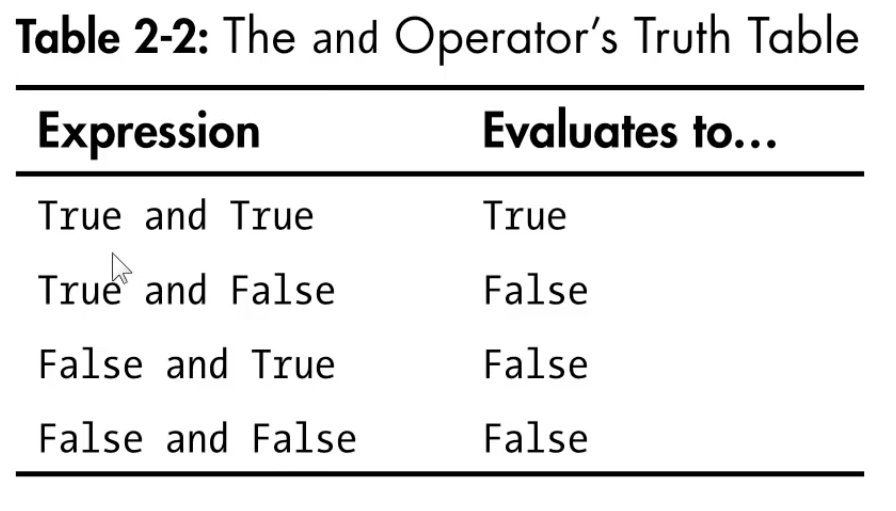 Table 2-2: The and Operator’s Truth Table
Expression Evaluates to…
True and True True
True and False False
False and True False
False and False False